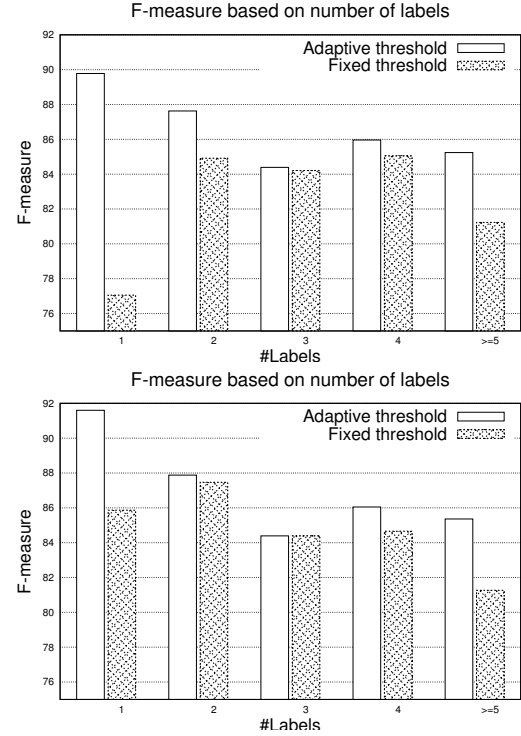 F-measure based on number of labels
92
90
88
86
84
82
80
78
76
F-measure
Adaptive threshold
Fixed threshold
1 2 3 4 >=5
#Labels
F-measure based on number of labels
92
90
88
86
84
82
80
78
76
F-measure
Adaptive threshold
Fixed threshold
1 2 3 4 >=5
#Labels